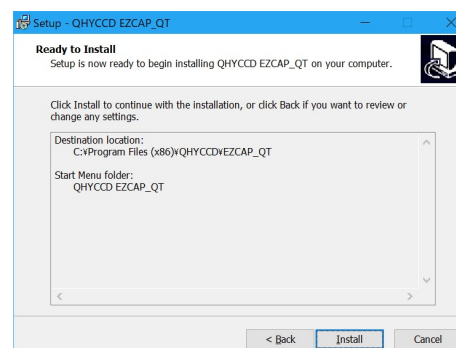 Setup - QHYCCD EZCAP_QT
Ready to Install
Setup is now ready to begin installing QHYCCD EZCAP_QT on your computer.
Click Install to continue with the installation, or click Back if you want to review or
change any settings.
Destination location:
C:¥Program Files (x86)¥QHYCCD¥EZCAP_QT
Start Menu folder:
QHYCCD EZCAP_QT
< Back
Install
Cancel